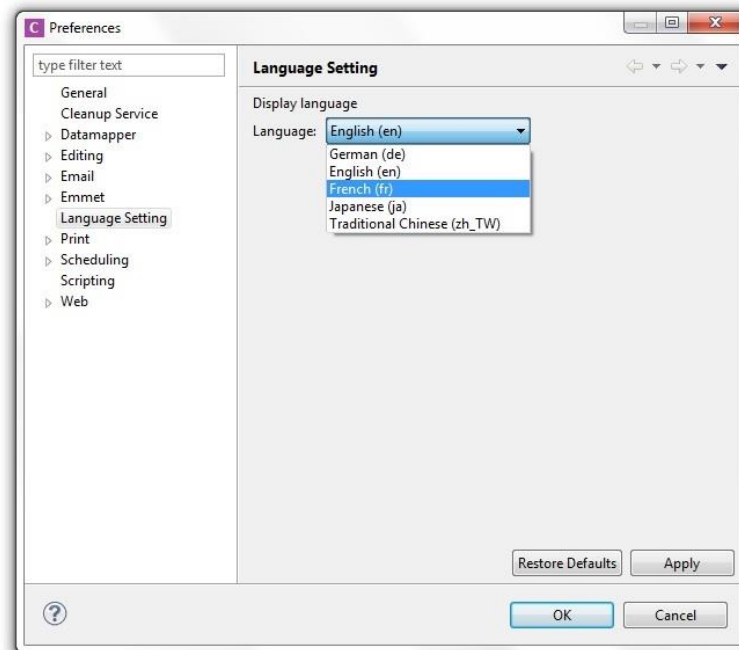 C Preferences
type filter text
General
Cleanup Service
Datamapper
Editing
Email
Emmet
Language Setting
Print
Scheduling
Scripting
Web
Language Setting
Display language
Language: English (en)
German (de)
English (en)
French (fr)
Japanese (ja)
Traditional Chinese (zh_TW)
Restore Defaults Apply
? OK Cancel